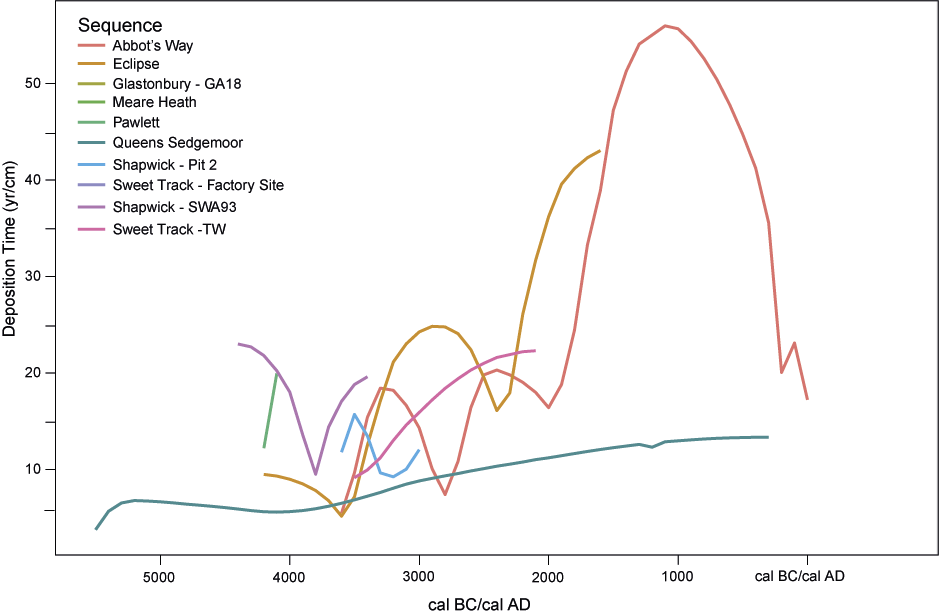 Sequence
Abbot's Way
Eclipse
Glastonbury - GA18
Meare Heath
Pawlett
Queens Sedgemoor
Shapwick - Pit 2
Sweet Track - Factory Site
Shapwick - SWA93
Sweet Track -TW
Deposition Time (yr/cm)
50
40
30
20
10
5000 4000 3000 2000 1000 cal BC/cal AD
cal BC/cal AD